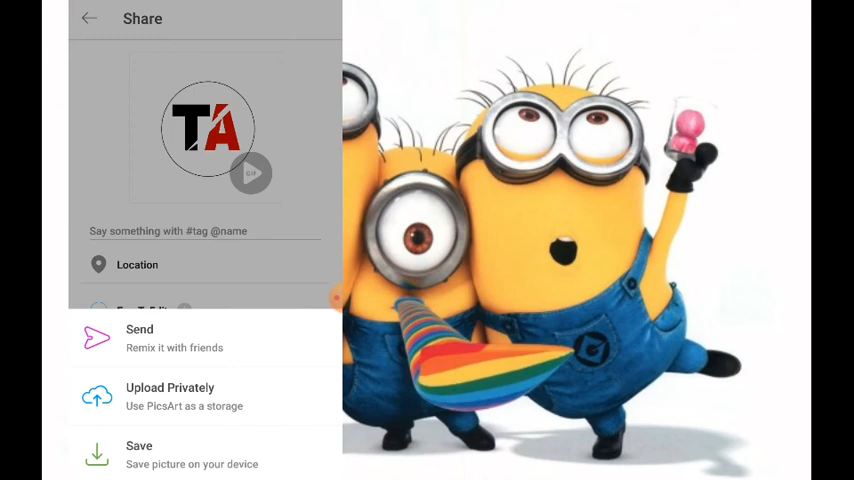 Share
TA
GIF
Say something with #tag @name
Location
Send
Remix it with friends
Upload Privately
Use PicsArt as a storage
Save
Save picture on your device